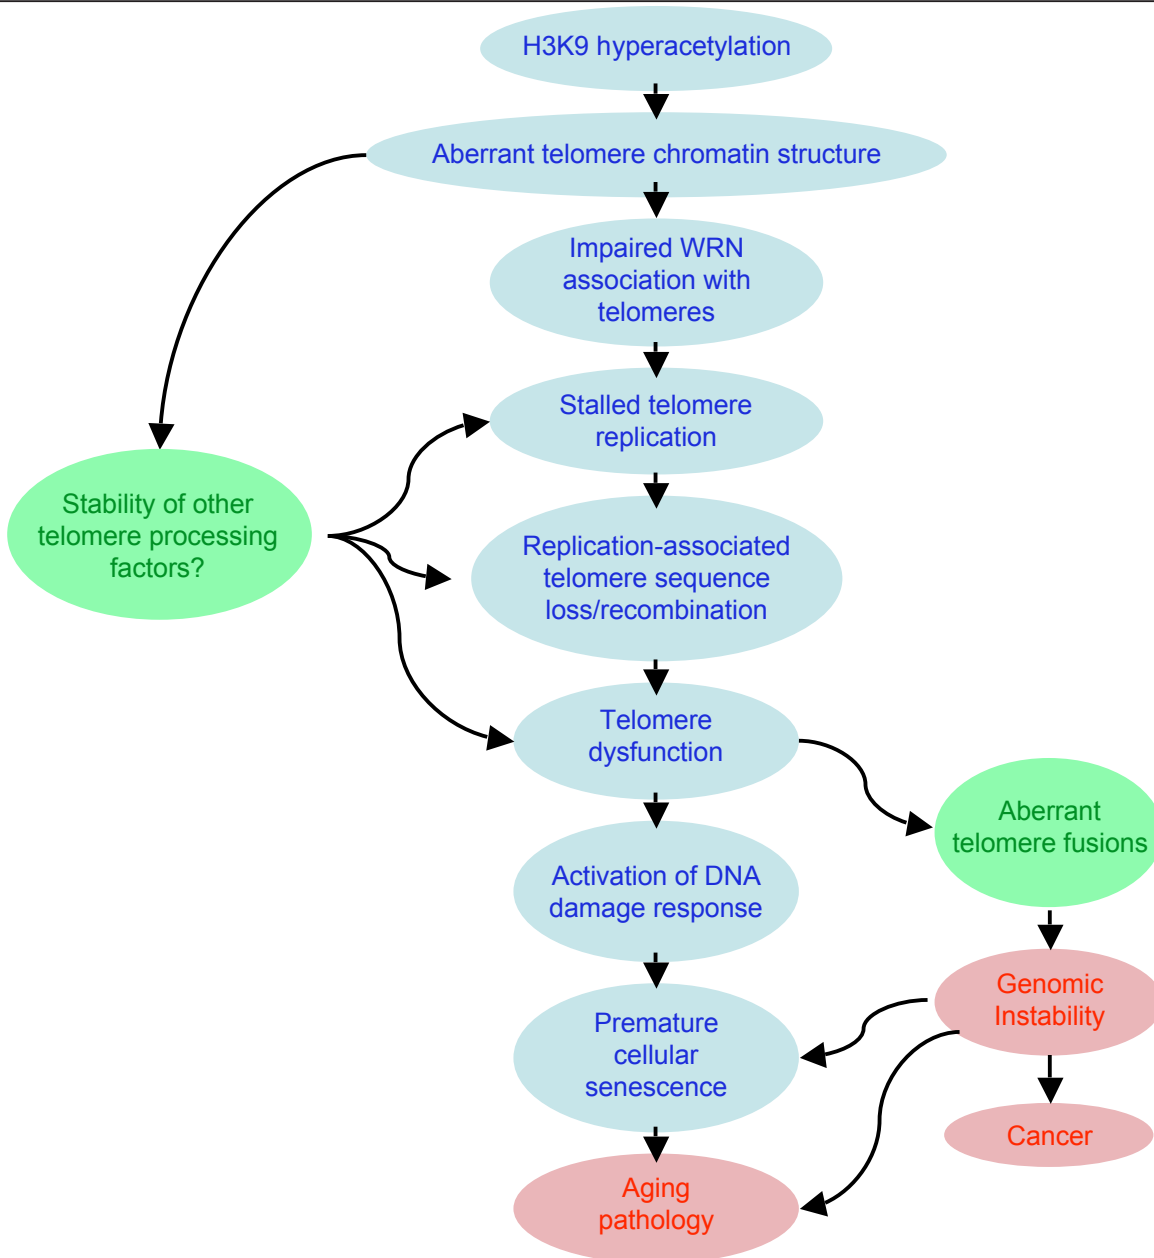 H3K9 hyperacetylation
Aberrant telomere chromatin structure
Impaired WRN
association with
telomeres
Stalled telomere
replication
Stability of other
telomere processing
factors?
Replication-associated
telomere sequence
loss/recombination
Telomere
dysfunction
Aberrant
telomere fusions
Activation of DNA
damage response
Genomic
Instability
Premature
cellular
senescence
Cancer
Aging
pathology